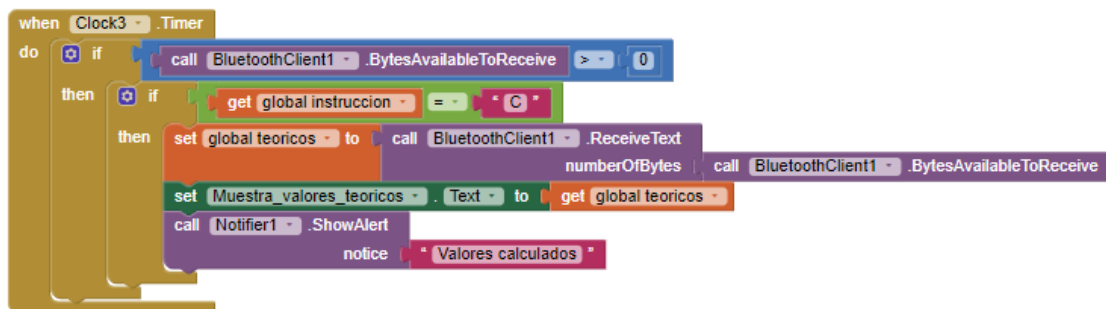 when Clock3 .Timer
do if call BluetoothClient1 .BytesAvailableToReceive > 0
then if get global instruccion = " C "
then set global teoricos to call BluetoothClient1 .ReceiveText
numberOfBytes call BluetoothClient1 .BytesAvailableToReceive
set Muestra_valores_teoricos . Text to get global teoricos
call Notifier1 .ShowAlert
notice " Valores calculados "